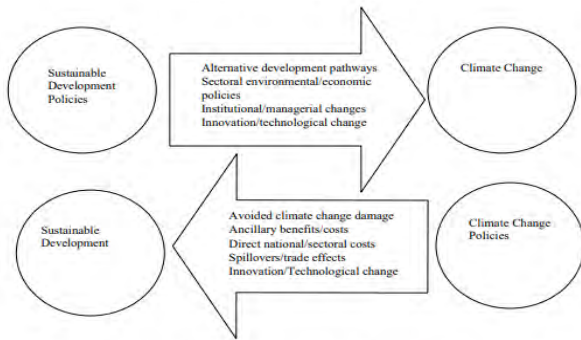 Sustainable
Development
Policies
Alternative development pathways
Sectoral environmental/economic
policies
Institutional/managerial changes
Innovation/technological change
Climate Change
Sustainable
Development
Avoided climate change damage
Ancillary benefits/costs
Direct national/sectoral costs
Spillovers/trade effects
Innovation/Technological change
Climate Change
Policies